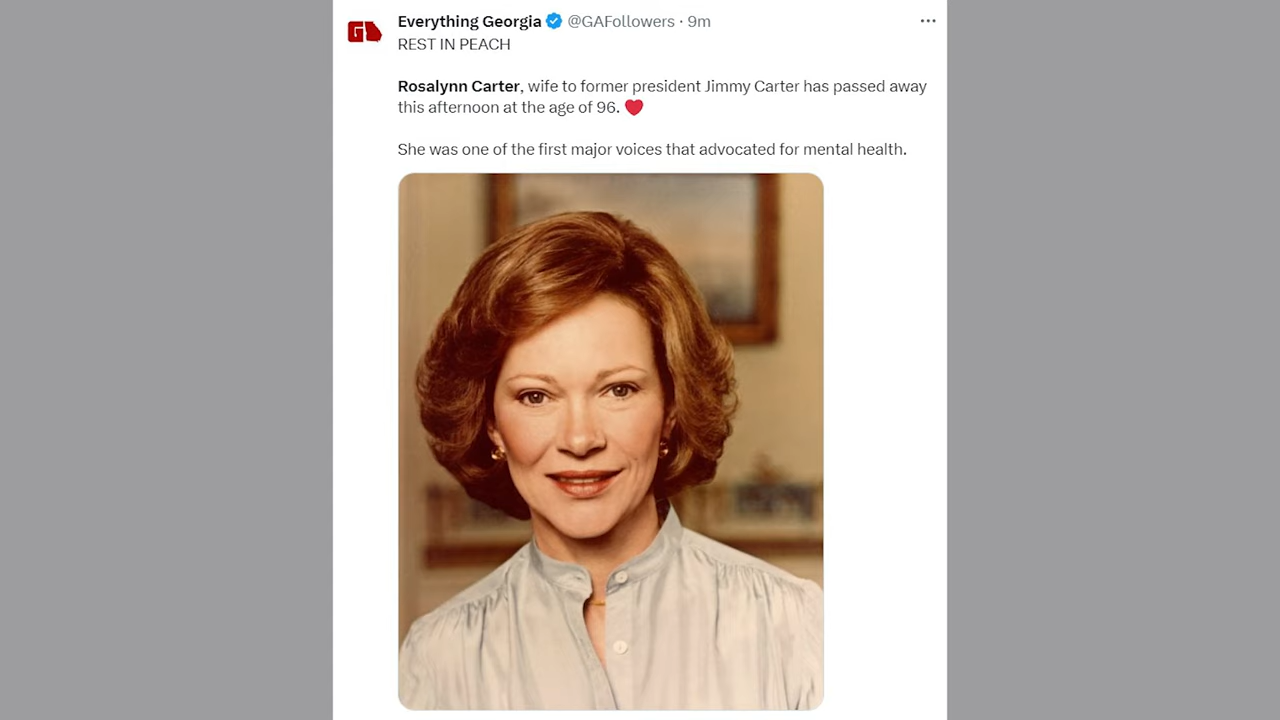 Everything Georgia @GAFollowers · 9m
REST IN PEACH
Rosalynn Carter, wife to former president Jimmy Carter has passed away
this afternoon at the age of 96. ❤️
She was one of the first major voices that advocated for mental health.
G